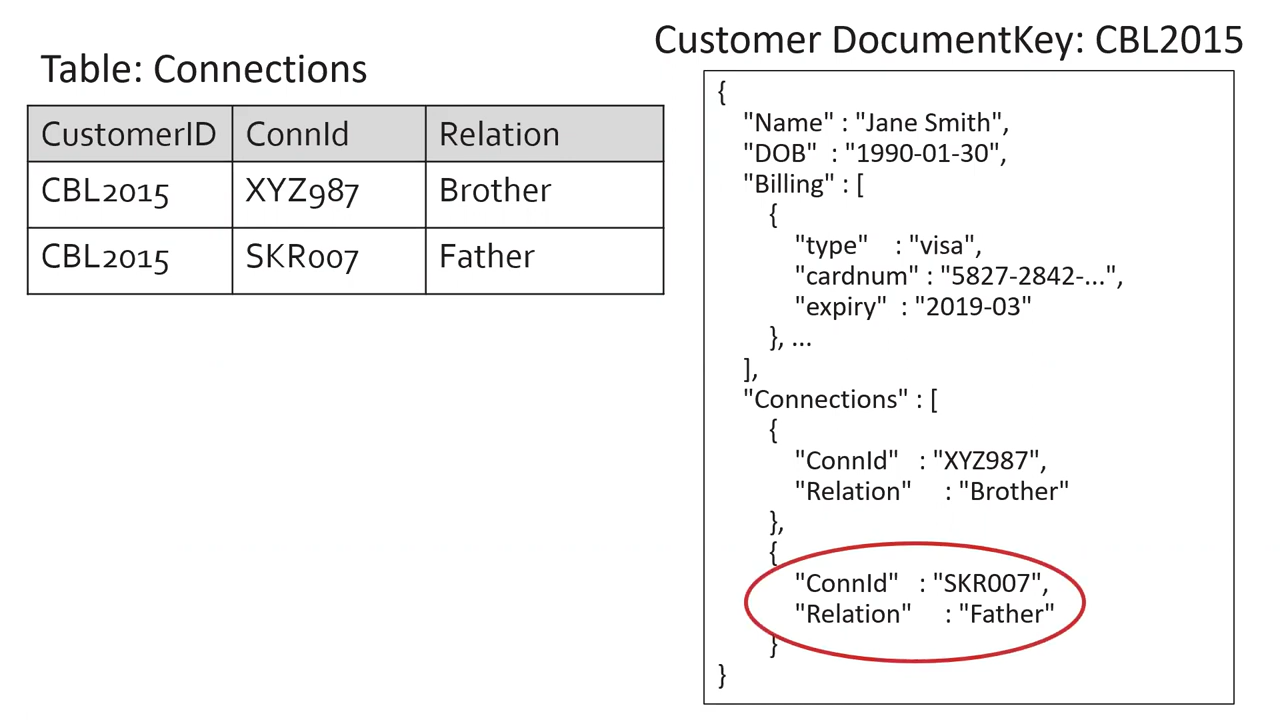 Table: Connections
CustomerID ConnId Relation
CBL2015 XYZ987 Brother
CBL2015 SKR007 Father
Customer DocumentKey: CBL2015
{
"Name" : "Jane Smith",
"DOB" : "1990-01-30",
"Billing" : [
{
"type" : "visa",
"cardnum" : "5827-2842-...",
"expiry" : "2019-03"
}, ...
],
"Connections" : [
{
"ConnId" : "XYZ987",
"Relation" : "Brother"
},
{
"ConnId" : "SKR007",
"Relation" : "Father"
}
}